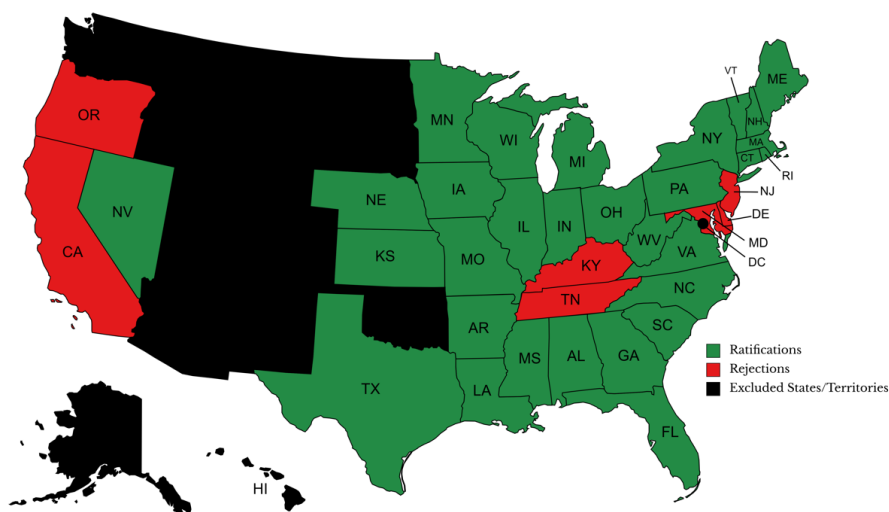 OR
NV
CA
MN
WI
MI
IA
NE
KS
MO
IL
IN
OH
KY
TN
WV
VA
NC
SC
GA
AL
MS
AR
LA
TX
FL
PA
NY
VT
NH
ME
MA
CT
RI
NJ
DE
MD
DC
HI
Ratifications
Rejections
Excluded States/Territories